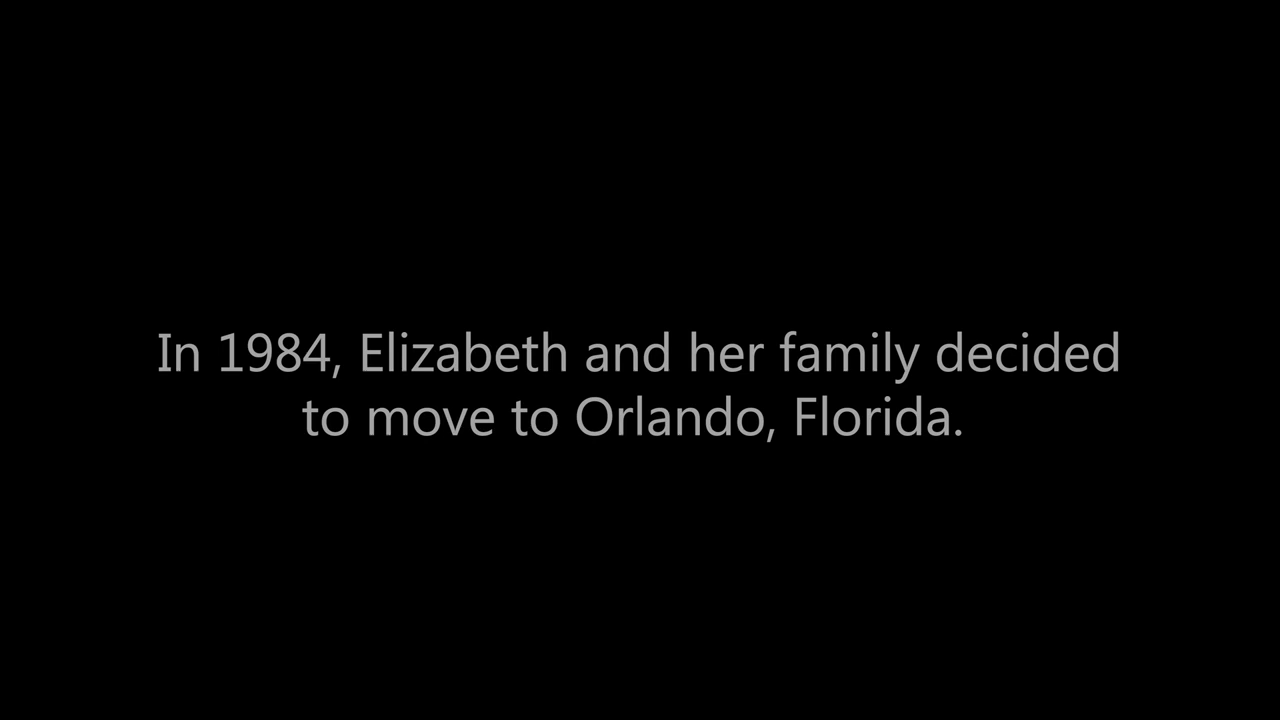 In 1984, Elizabeth and her family decided
to move to Orlando, Florida.